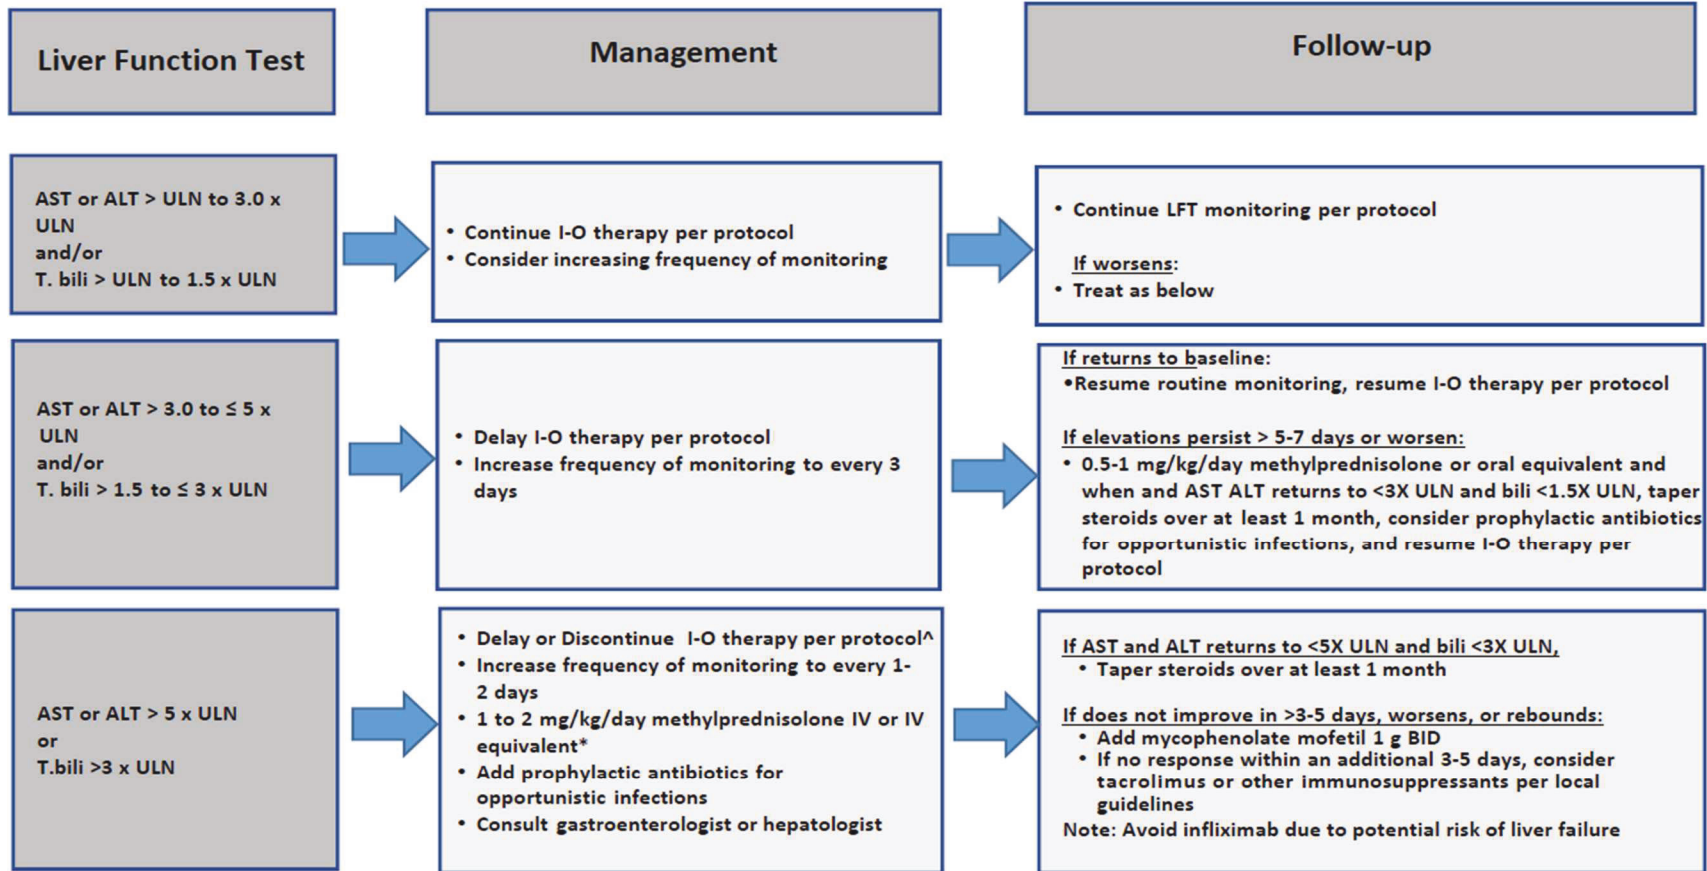 Liver Function Test
Management
Follow-up
AST or ALT > ULN to 3.0 x
ULN
and/or
T. bili > ULN to 1.5 x ULN
• Continue I-O therapy per protocol
• Consider increasing frequency of monitoring
• Continue LFT monitoring per protocol
If worsens:
• Treat as below
AST or ALT > 3.0 to ≤ 5 x
ULN
and/or
T. bili > 1.5 to ≤ 3 x ULN
• Delay I-O therapy per protocol
• Increase frequency of monitoring to every 3
days
If returns to baseline:
•Resume routine monitoring, resume I-O therapy per protocol
If elevations persist > 5-7 days or worsen:
• 0.5-1 mg/kg/day methylprednisolone or oral equivalent and
when and AST ALT returns to <3X ULN and bili <1.5X ULN, taper
steroids over at least 1 month, consider prophylactic antibiotics
for opportunistic infections, and resume I-O therapy per
protocol
AST or ALT > 5 x ULN
or
T.bili >3 x ULN
• Delay or Discontinue I-O therapy per protocol^
• Increase frequency of monitoring to every 1-
2 days
• 1 to 2 mg/kg/day methylprednisolone IV or IV
equivalent*
• Add prophylactic antibiotics for
opportunistic infections
• Consult gastroenterologist or hepatologist
If AST and ALT returns to <5X ULN and bili <3X ULN,
• Taper steroids over at least 1 month
If does not improve in >3-5 days, worsens, or rebounds:
• Add mycophenolate mofetil 1 g BID
• If no response within an additional 3-5 days, consider
tacrolimus or other immunosuppressants per local
guidelines
Note: Avoid infliximab due to potential risk of liver failure